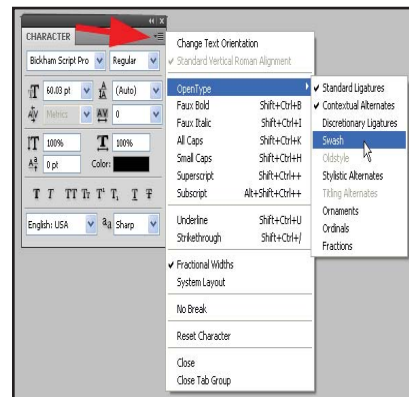 CHARACTER
Bickham Script Pro Regular
60.03 pt (Auto)
Metrics 0
100% 100%
0 pt Color:
T T TT Tr T¹ T, T T
English: USA aa Sharp
Change Text Orientation
✓ Standard Vertical Roman Alignment
OpenType
Faux Bold Shift+Ctrl+B
Faux Italic Shift+Ctrl+I
All Caps Shift+Ctrl+K
Small Caps Shift+Ctrl+H
Superscript Shift+Ctrl++
Subscript Alt+Shift+Ctrl++
Underline Shift+Ctrl+U
Strikethrough Shift+Ctrl+/
✓ Fractional Widths
System Layout
No Break
Reset Character
Close
Close Tab Group
✓ Standard Ligatures
✓ Contextual Alternates
Discretionary Ligatures
Swash
Oldstyle
Stylistic Alternates
Titling Alternates
Ornaments
Ordinals
Fractions